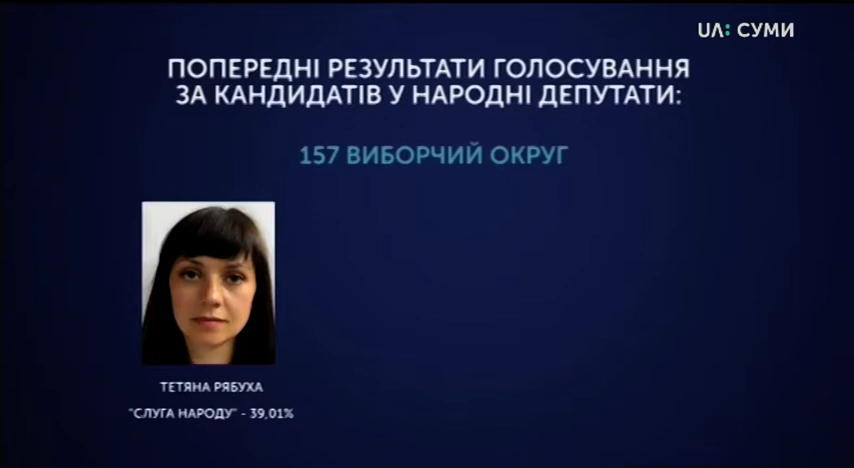 UA: СУМИ
ПОПЕРЕДНІ РЕЗУЛЬТАТИ ГОЛОСУВАННЯ
ЗА КАНДИДАТІВ У НАРОДНІ ДЕПУТАТИ:
157 ВИБОРЧИЙ ОКРУГ
ТЕТЯНА РЯБУХА
"СЛУГА НАРОДУ" - 39,01%